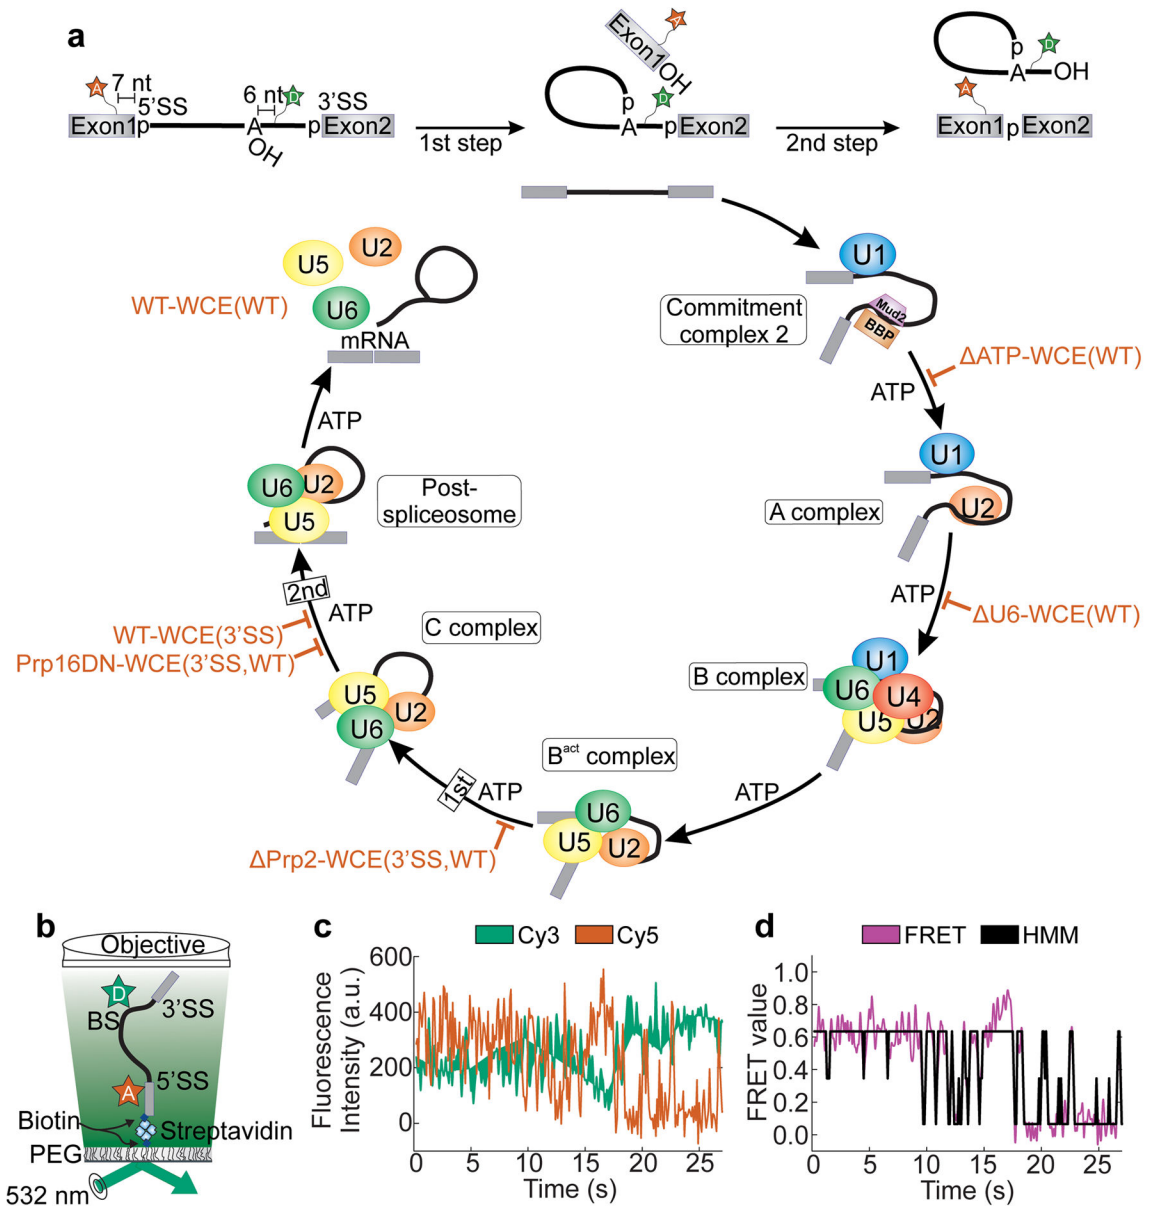 a
A
7 nt
5'SS
6 nt
D
3'SS
Exon1
p
A
OH
p
Exon2
1st step
Exon1
OH
A
p
D
A
p
Exon2
2nd step
p
D
A
OH
A
Exon1
p
Exon2
U1
Commitment
complex 2
Mud2
BBP
ATP
ΔATP-WCE(WT)
U1
U2
A complex
ATP
ΔU6-WCE(WT)
B complex
U1
U6
U4
U5
U2
ATP
Bact complex
U6
U5
U2
ΔPrp2-WCE(3'SS,WT)
1st
ATP
C complex
U5
U2
U6
WT-WCE(3'SS)
Prp16DN-WCE(3'SS,WT)
2nd
ATP
Post-
spliceosome
U6
U2
U5
ATP
WT-WCE(WT)
U5
U2
U6
mRNA
b
Objective
D
BS
3'SS
A
5'SS
Biotin
Streptavidin
PEG
532 nm
c
Cy3
Cy5
Fluorescence
Intensity (a.u.)
600
400
200
0
0 5 10 15 20 25
Time (s)
d
FRET
HMM
FRET value
1.0
0.8
0.6
0.4
0.2
0.0
0 5 10 15 20 25
Time (s)